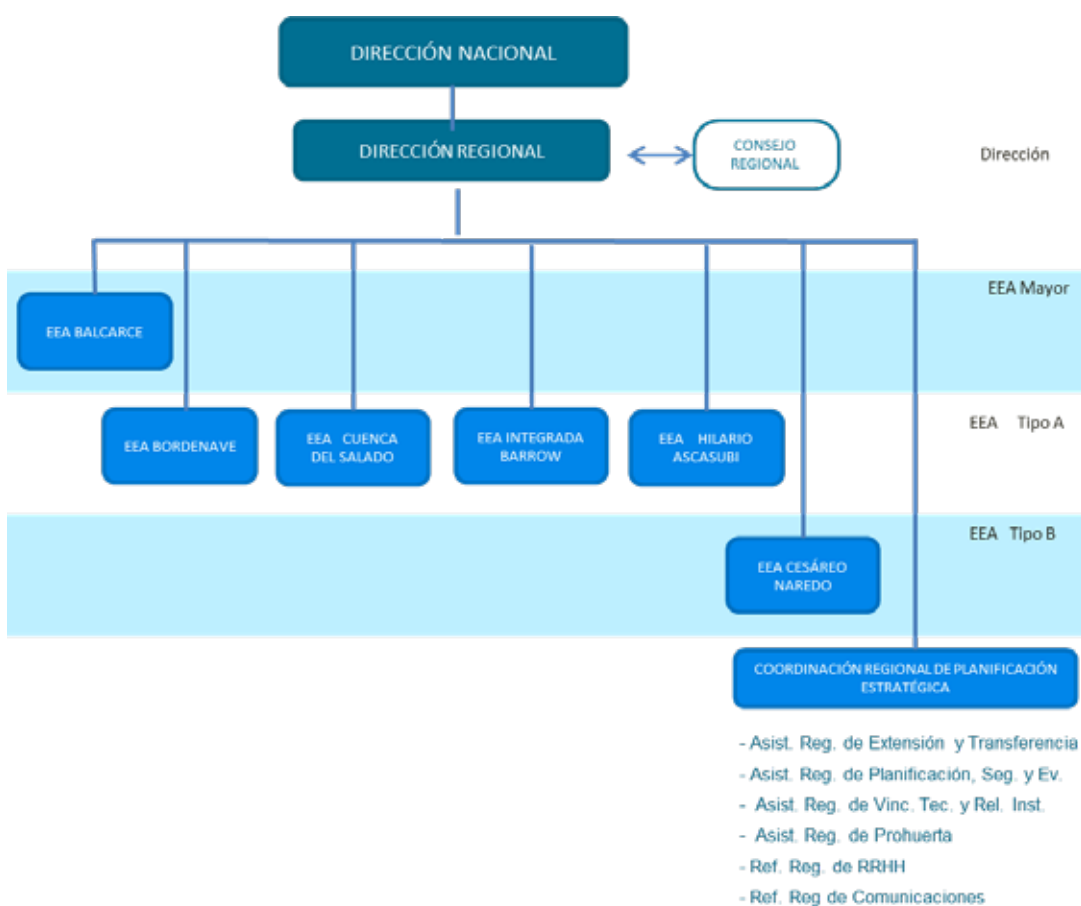 DIRECCIÓN NACIONAL
DIRECCIÓN REGIONAL
CONSEJO
REGIONAL
Dirección
EEA Mayor
EEA BALCARCE
EEA Tipo A
EEA BORDENAVE
EEA CUENCA
DEL SALADO
EEA INTEGRADA
BARROW
EEA HILARIO
ASCASUBI
EEA Tipo B
EEA CESÁREO
NAREDO
COORDINACIÓN REGIONAL DE PLANIFICACIÓN
ESTRATÉGICA
- Asist. Reg. de Extensión y Transferencia
- Asist. Reg. de Planificación, Seg. y Ev.
- Asist. Reg. de Vinc. Tec. y Rel. Inst.
- Asist. Reg. de Prohuerta
- Ref. Reg. de RRHH
- Ref. Reg de Comunicaciones